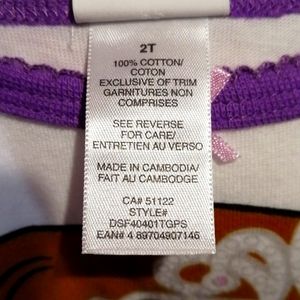 2T
100% COTTON/
COTON
EXCLUSIVE OF TRIM
GARNITURES NON
COMPRISES
SEE REVERSE
FOR CARE/
ENTRETIEN AU VERSO
MADE IN CAMBODIA/
FAIT AU CAMBODGE
CA# 51122
STYLE#
DSF40401TGPS
EAN# 4 89704907146